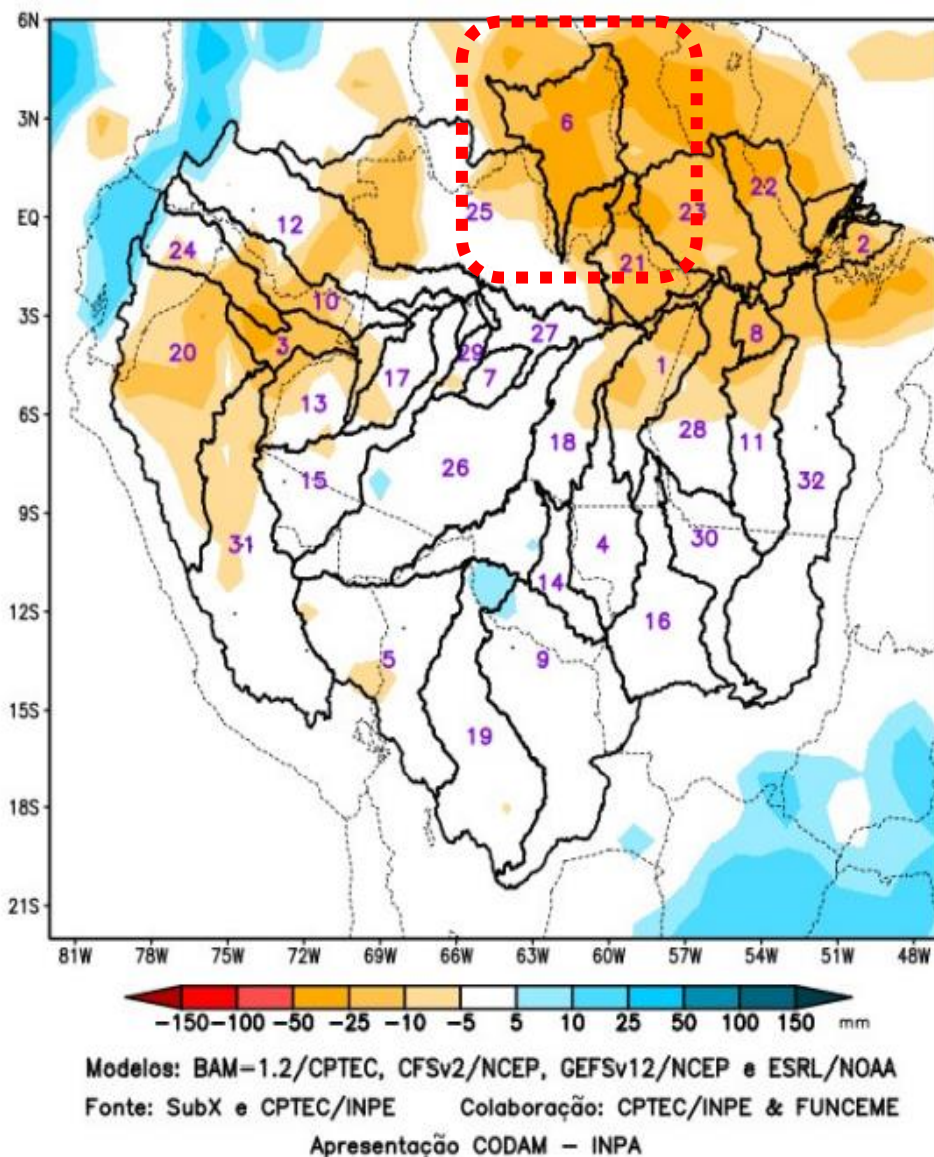 6N
3N
EQ
3S
6S
9S
12S
15S
18S
21S
6
22
12
25
23
2
24
21
10
27
8
20
3
29
1
17
7
13
28
11
18
26
15
32
31
4
30
14
16
5
9
19
81W 78W 75W 72W 69W 66W 63W 60W 57W 54W 51W 48W
-150 -100 -50 -25 -10 -5 5 10 25 50 100 150 mm
Modelos: BAM-1.2/CPTEC, CFSv2/NCEP, GEFSv12/NCEP e ESRL/NOAA
Fonte: SubX e CPTEC/INPE Colaboração: CPTEC/INPE & FUNCEME
Apresentação CODAM - INPA